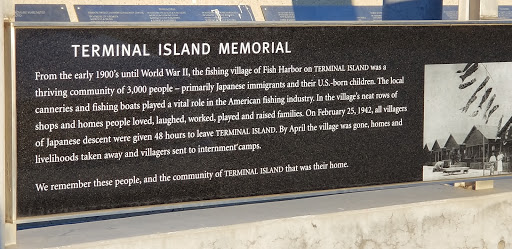 TERMINAL ISLAND MEMORIAL
From the early 1900's until World War II, the fishing village of Fish Harbor on TERMINAL ISLAND was a
thriving community of 3,000 people – primarily Japanese immigrants and their U.S.-born children. The local
canneries and fishing boats played a vital role in the American fishing industry. In the village's neat rows of
shops and homes people loved, laughed, worked, played and raised families. On February 25, 1942, all villagers
of Japanese descent were given 48 hours to leave TERMINAL ISLAND. By April the village was gone, homes and
livelihoods taken away and villagers sent to internment camps.
We remember these people, and the community of TERMINAL ISLAND that was their home.